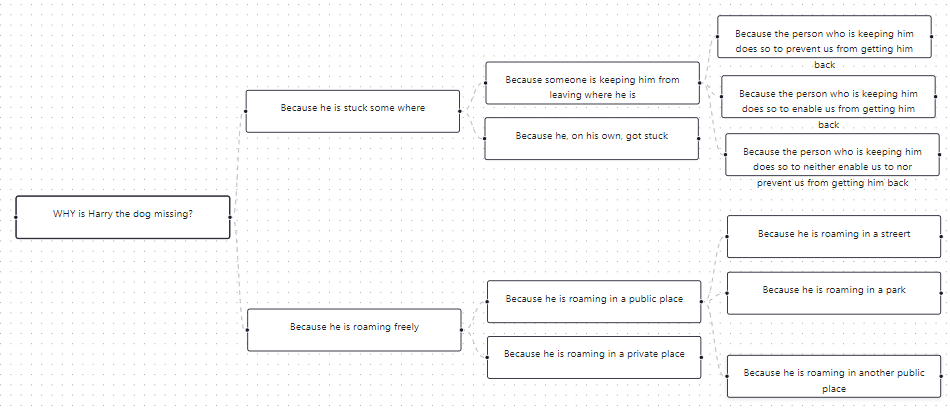 Because the person who is keeping him
does so to prevent us from getting him
back
Because someone is keeping him from
leaving where he is
Because the person who is keeping him
does so to enable us from getting him
back
Because he is stuck some where
Because he, on his own, got stuck
Because the person who is keeping him
does so to neither enable us to nor
prevent us from getting him back
WHY is Harry the dog missing?
Because he is roaming in a streert
Because he is roaming in a public place
Because he is roaming in a park
Because he is roaming freely
Because he is roaming in a private place
Because he is roaming in another public
place